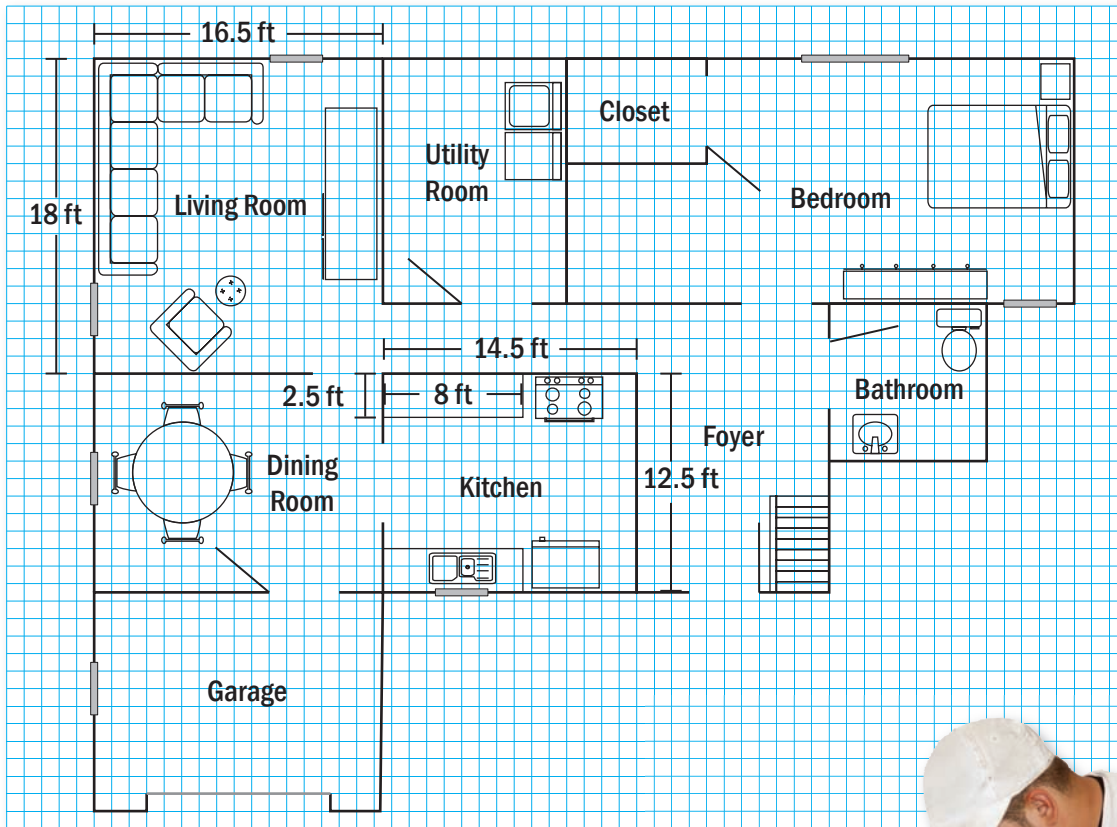 16.5 ft
18 ft
Living Room
Utility
Room
Closet
Bedroom
14.5 ft
2.5 ft
8 ft
Bathroom
Foyer
Dining
Room
Kitchen
12.5 ft
Garage